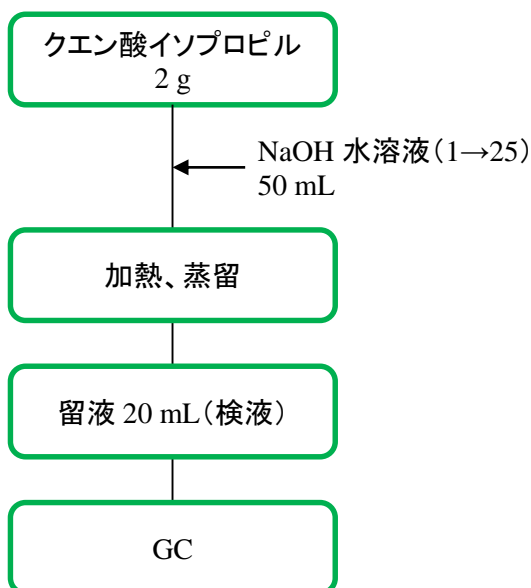 クエン酸イソプロピル
2 g
NaOH 水溶液（1→25）
50 mL
加熱、蒸留
留液 20 mL（検液）
GC